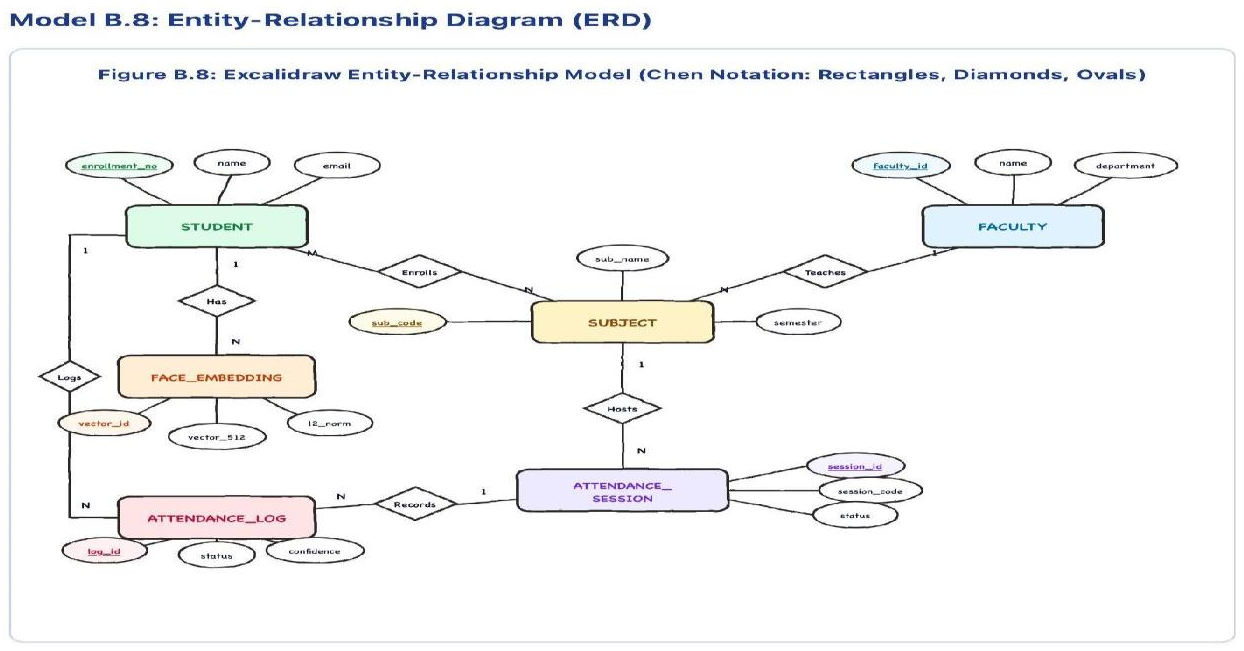 Model B.8: Entity-Relationship Diagram (ERD)
Figure B.8: Excalidraw Entity-Relationship Model (Chen Notation: Rectangles, Diamonds, Ovals)
enrollment_no
name
email
faculty_id
name
department
STUDENT
FACULTY
1
1
M
Enrolls
N
sub_name
N
Teaches
1
Has
sub_code
SUBJECT
semester
N
1
Logs
FACE_EMBEDDING
vector_id
vector_512
l2_norm
Hosts
N
session_id
session_code
status
ATTENDANCE_
SESSION
N
N
Records
1
ATTENDANCE_LOG
log_id
status
confidence